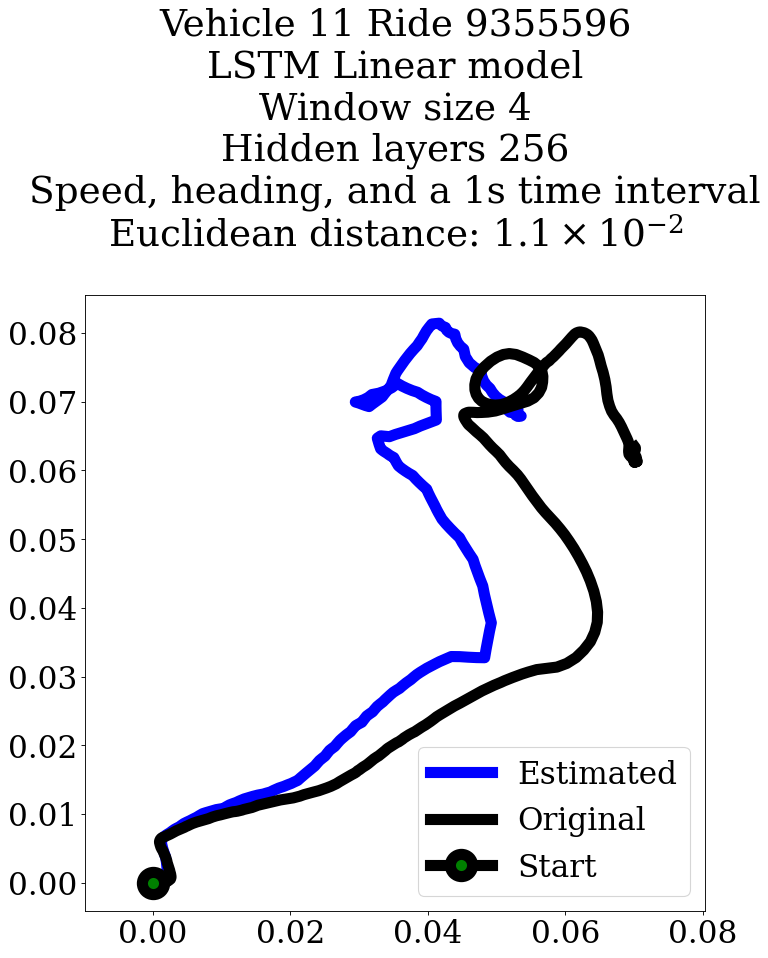 Vehicle 11 Ride 9355596
LSTM Linear model
Window size 4
Hidden layers 256
Speed, heading, and a 1s time interval
Euclidean distance: 1.1 × 10⁻²
0.08
0.07
0.06
0.05
0.04
0.03
0.02
0.01
0.00
Estimated
Original
Start
0.00 0.02 0.04 0.06 0.08